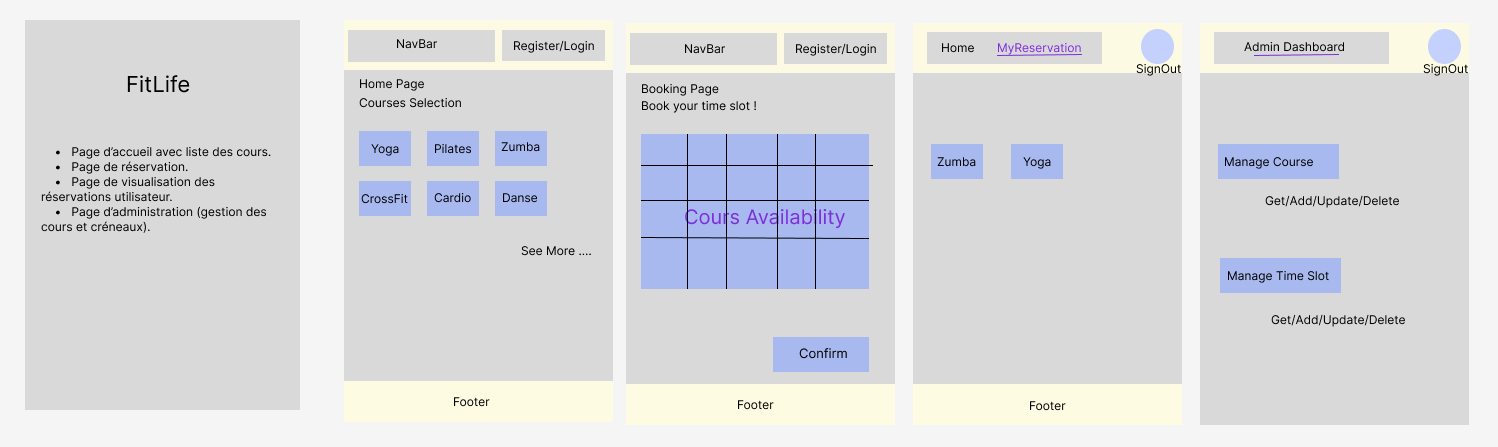 FitLife
• Page d’accueil avec liste des cours.
• Page de réservation.
• Page de visualisation des
réservations utilisateur.
• Page d’administration (gestion des
cours et créneaux).
NavBar
Register/Login
Home Page
Courses Selection
Yoga
Pilates
Zumba
CrossFit
Cardio
Danse
See More ....
Footer
NavBar
Register/Login
Booking Page
Book your time slot !
Cours Availability
Confirm
Footer
Home
MyReservation
SignOut
Zumba
Yoga
Footer
Admin Dashboard
SignOut
Manage Course
Get/Add/Update/Delete
Manage Time Slot
Get/Add/Update/Delete